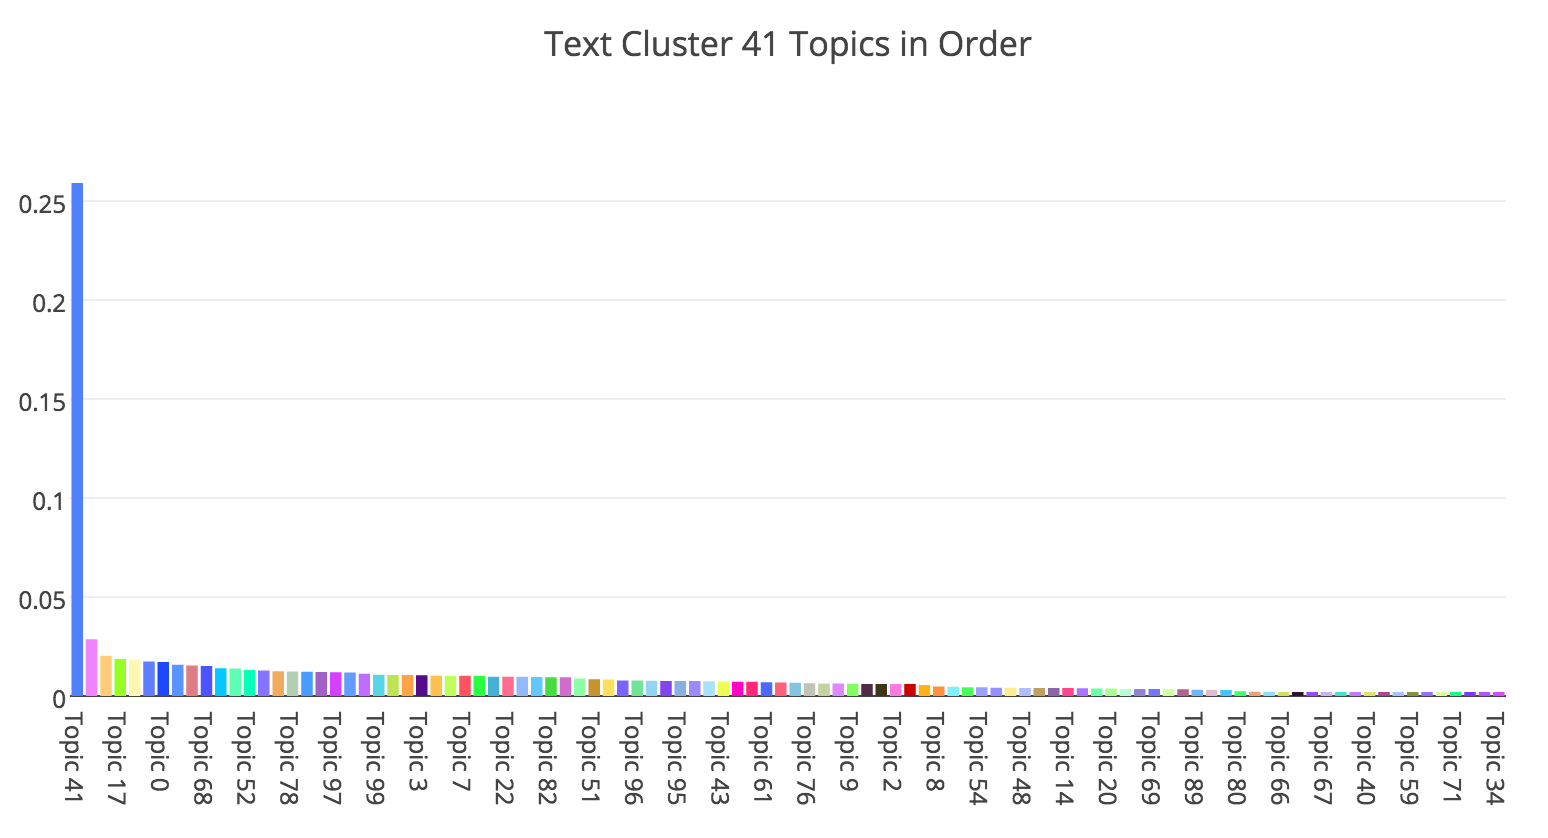 Text Cluster 41 Topics in Order
0.25
0.2
0.15
0.1
0.05
0
Topic 41
Topic 17
Topic 0
Topic 68
Topic 52
Topic 78
Topic 97
Topic 99
Topic 3
Topic 7
Topic 22
Topic 82
Topic 51
Topic 96
Topic 95
Topic 43
Topic 61
Topic 76
Topic 9
Topic 2
Topic 8
Topic 54
Topic 48
Topic 14
Topic 20
Topic 69
Topic 89
Topic 80
Topic 66
Topic 67
Topic 40
Topic 59
Topic 71
Topic 34